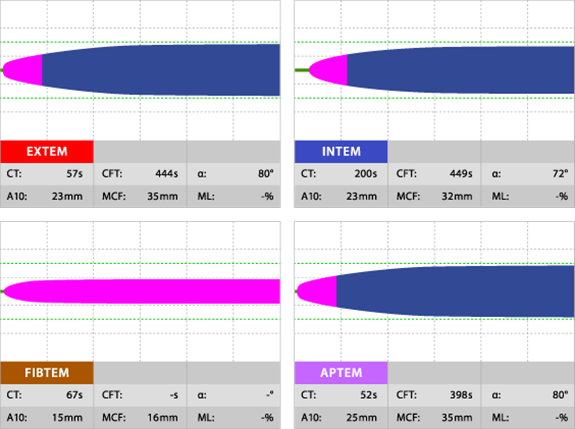 EXTEM
CT: 57s CFT: 444s α: 80°
A10: 23mm MCF: 35mm ML: -%
INTEM
CT: 200s CFT: 449s α: 72°
A10: 23mm MCF: 32mm ML: -%
FIBTEM
CT: 67s CFT: -s α: -°
A10: 15mm MCF: 16mm ML: -%
APTEM
CT: 52s CFT: 398s α: 80°
A10: 25mm MCF: 35mm ML: -%